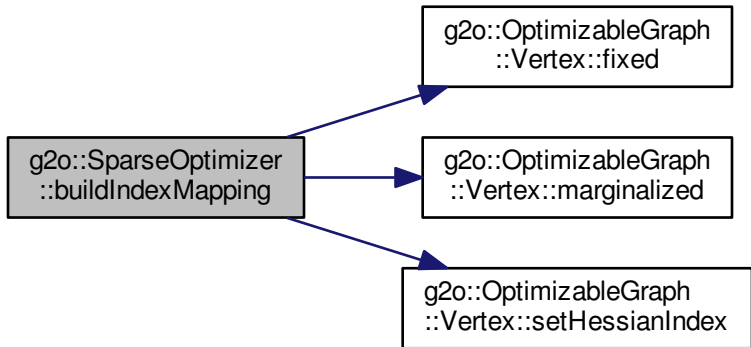 g2o::OptimizableGraph
::Vertex::fixed
g2o::SparseOptimizer
::buildIndexMapping
g2o::OptimizableGraph
::Vertex::marginalized
g2o::OptimizableGraph
::Vertex::setHessianIndex